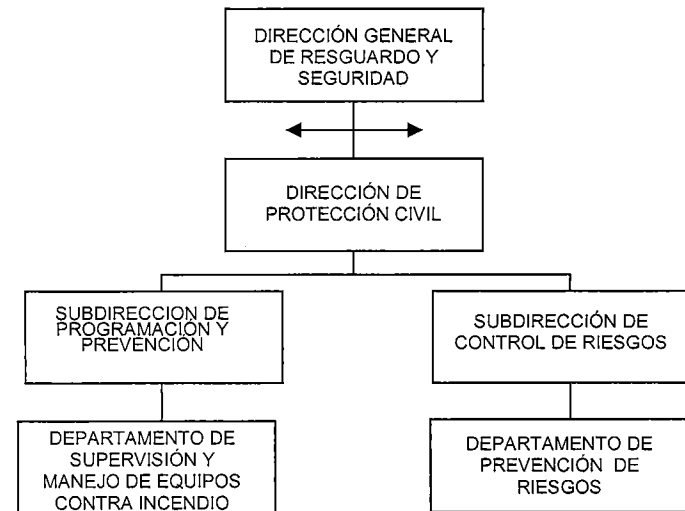 DIRECCIÓN GENERAL
DE RESGUARDO Y
SEGURIDAD
DIRECCIÓN DE
PROTECCIÓN CIVIL
SUBDIRECCION DE
PROGRAMACIÓN Y
PREVENCIÓN
SUBDIRECCIÓN DE
CONTROL DE RIESGOS
DEPARTAMENTO DE
SUPERVISIÓN Y
MANEJO DE EQUIPOS
CONTRA INCENDIO
DEPARTAMENTO DE
PREVENCIÓN DE
RIESGOS